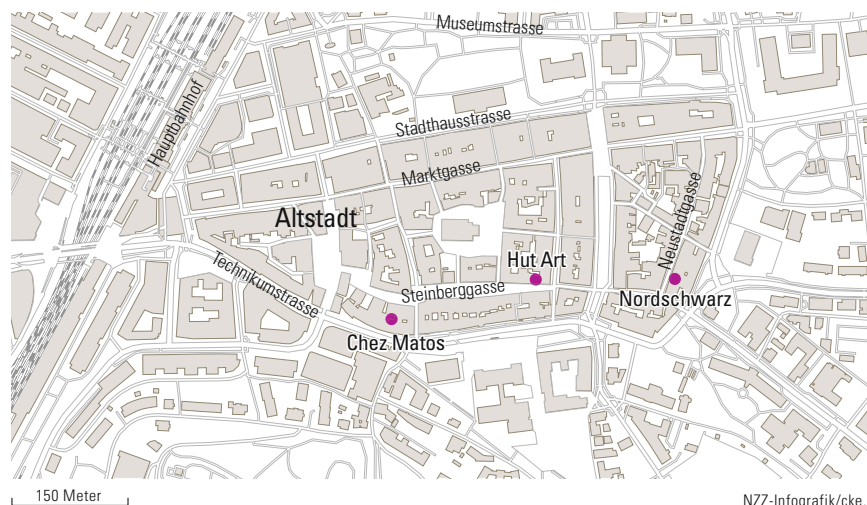 Museumstrasse
Hauptbahnhof
Stadthausstrasse
Marktgasse
Neustadtgasse
Altstadt
Technikumstrasse
Hut Art
Steinberggasse
Nordschwarz
Chez Matos
150 Meter
NZZ-Infografik/cke.